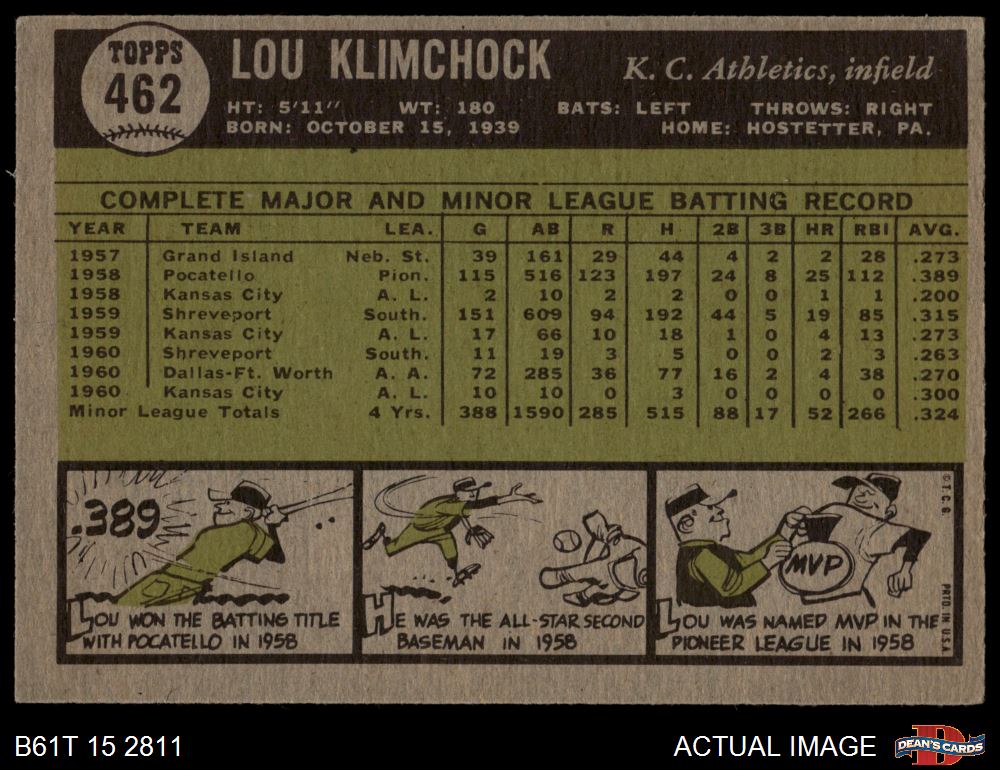 TOPPS
462
LOU KLIMCHOCK
K. C. Athletics, infield
HT: 5'11" WT: 180 BATS: LEFT THROWS: RIGHT
BORN: OCTOBER 15, 1939 HOME: HOSTETTER, PA.
COMPLETE MAJOR AND MINOR LEAGUE BATTING RECORD
YEAR TEAM LEA. G AB R H 2B 3B HR RBI AVG.
1957 Grand Island Neb. St. 39 161 29 44 4 2 2 28 .273
1958 Pocatello Pion. 115 516 123 197 24 8 25 112 .389
1958 Kansas City A. L. 2 10 2 2 0 0 1 1 .200
1959 Shreveport South. 151 609 94 192 44 5 19 85 .315
1959 Kansas City A. L. 17 66 10 18 1 0 4 13 .273
1960 Shreveport South. 11 19 3 5 0 0 2 3 .263
1960 Dallas-Ft. Worth A. A. 72 285 36 77 16 2 4 38 .270
1960 Kansas City A. L. 10 10 0 3 0 0 0 0 .300
Minor League Totals 4 Yrs. 388 1590 285 515 88 17 52 266 .324
.389
LOU WON THE BATTING TITLE
WITH POCATELLO IN 1958
HE WAS THE ALL-STAR SECOND
BASEMAN IN 1958
MVP
LOU WAS NAMED MVP IN THE
PIONEER LEAGUE IN 1958
© T. C. G.
PRTD. IN U.S.A.
B61T 15 2811
ACTUAL IMAGE
D
DEAN'S CARDS